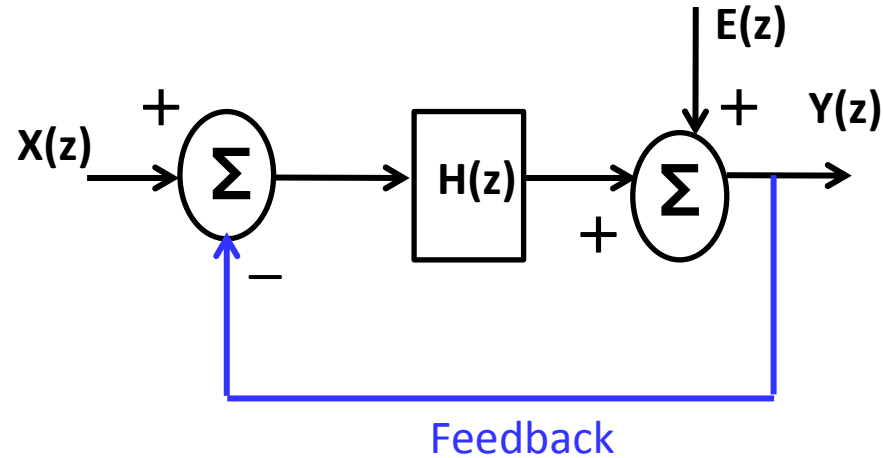 E(z)
+
+
Y(z)
X(z)
Σ
H(z)
Σ
+
−
Feedback